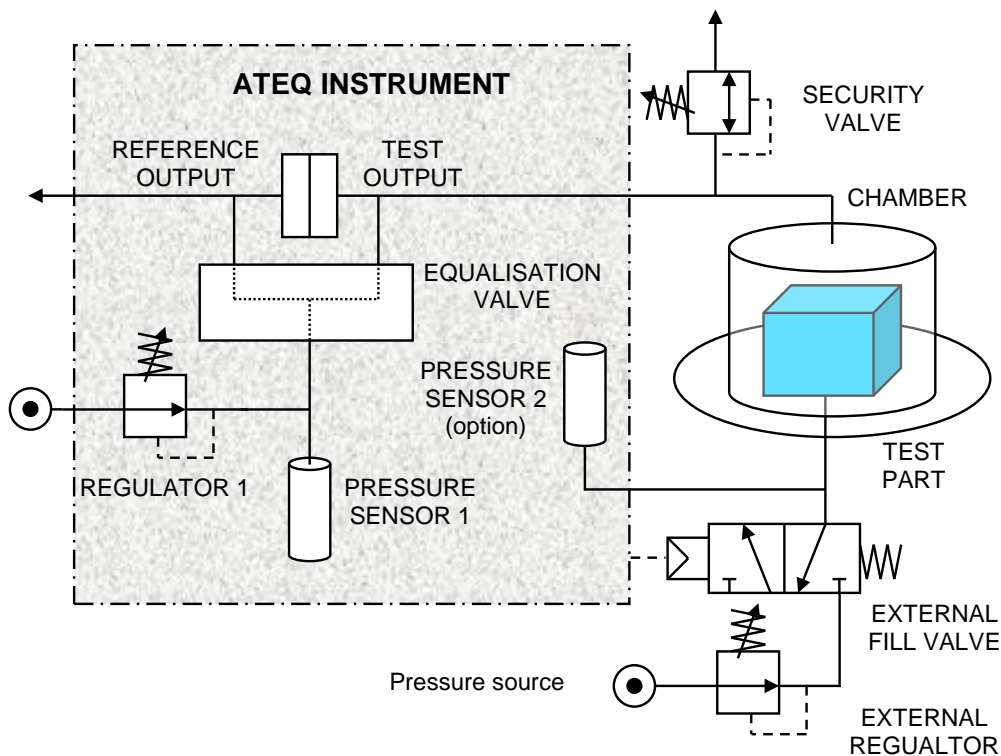 ATEQ INSTRUMENT
SECURITY
VALVE
REFERENCE
OUTPUT
TEST
OUTPUT
CHAMBER
EQUALISATION
VALVE
PRESSURE
SENSOR 2
(option)
TEST
PART
REGULATOR 1
PRESSURE
SENSOR 1
EXTERNAL
FILL VALVE
Pressure source
EXTERNAL
REGUALTOR